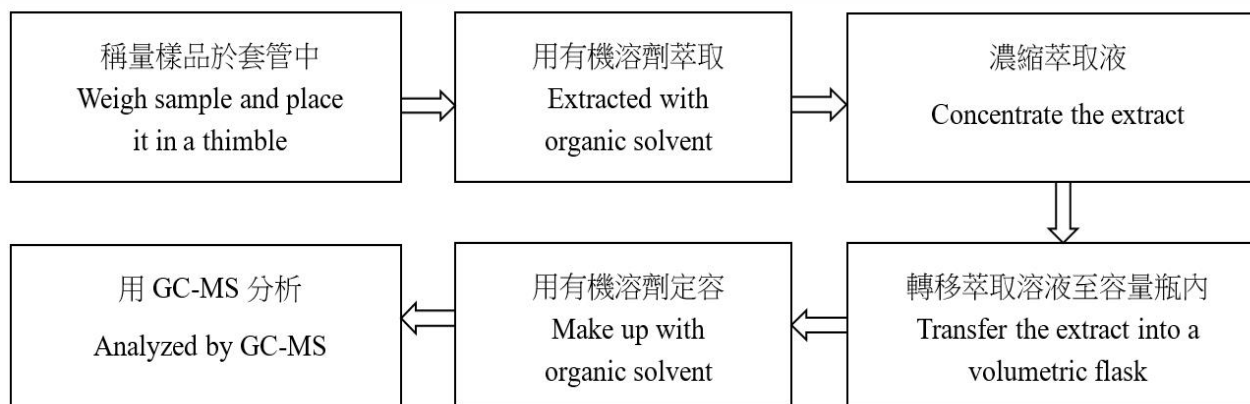 稱量樣品於套管中
Weigh sample and place
it in a thimble
用有機溶劑萃取
Extracted with
organic solvent
濃縮萃取液
Concentrate the extract
轉移萃取溶液至容量瓶內
Transfer the extract into a
volumetric flask
用有機溶劑定容
Make up with
organic solvent
用 GC-MS 分析
Analyzed by GC-MS